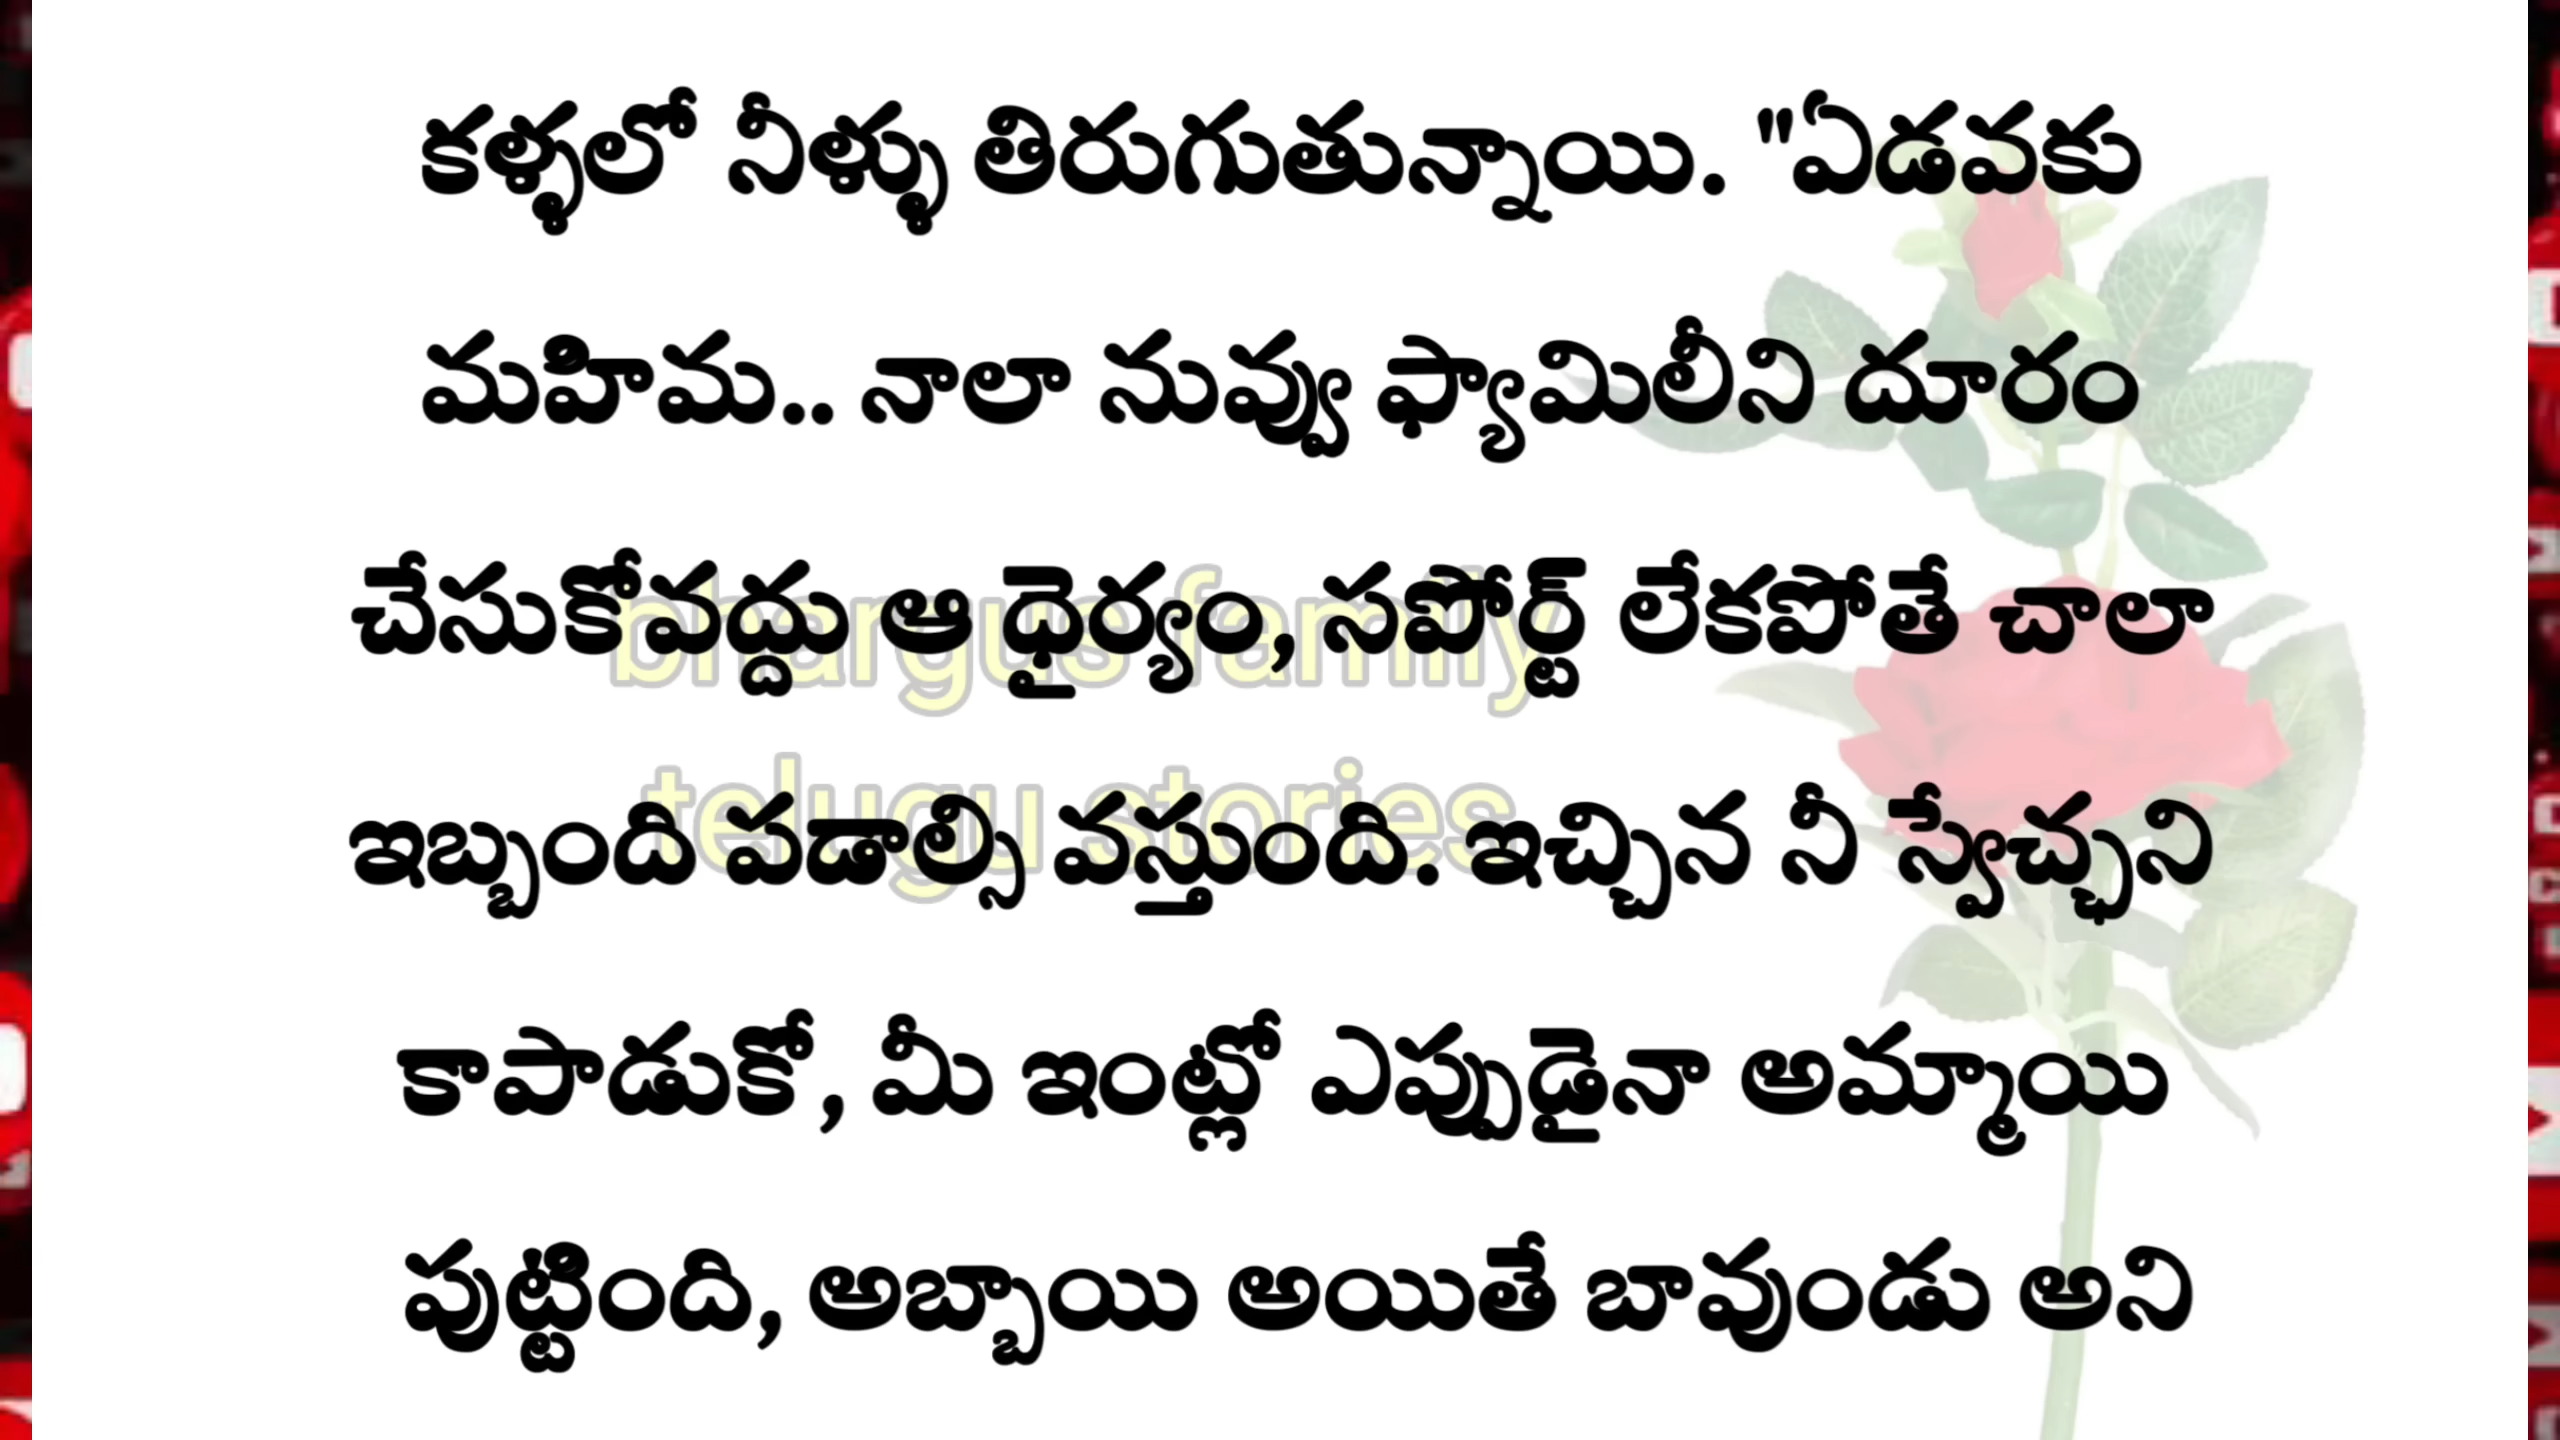 కళ్ళలో నీళ్ళు తిరుగుతున్నాయి. "ఏడవకు
మహిమ.. నాలా నువ్వు ఫ్యామిలీని దూరం
చేసుకోవద్దు ఆ ధైర్యం, సపోర్ట్ లేకపోతే చాలా
ఇబ్బంది పడాల్సి వస్తుంది. ఇచ్చిన నీ స్వేచ్ఛని
కాపాడుకో, మీ ఇంట్లో ఎప్పుడైనా అమ్మాయి
పుట్టింది, అబ్బాయి అయితే బావుండు అని
bhargus family
telugu stories